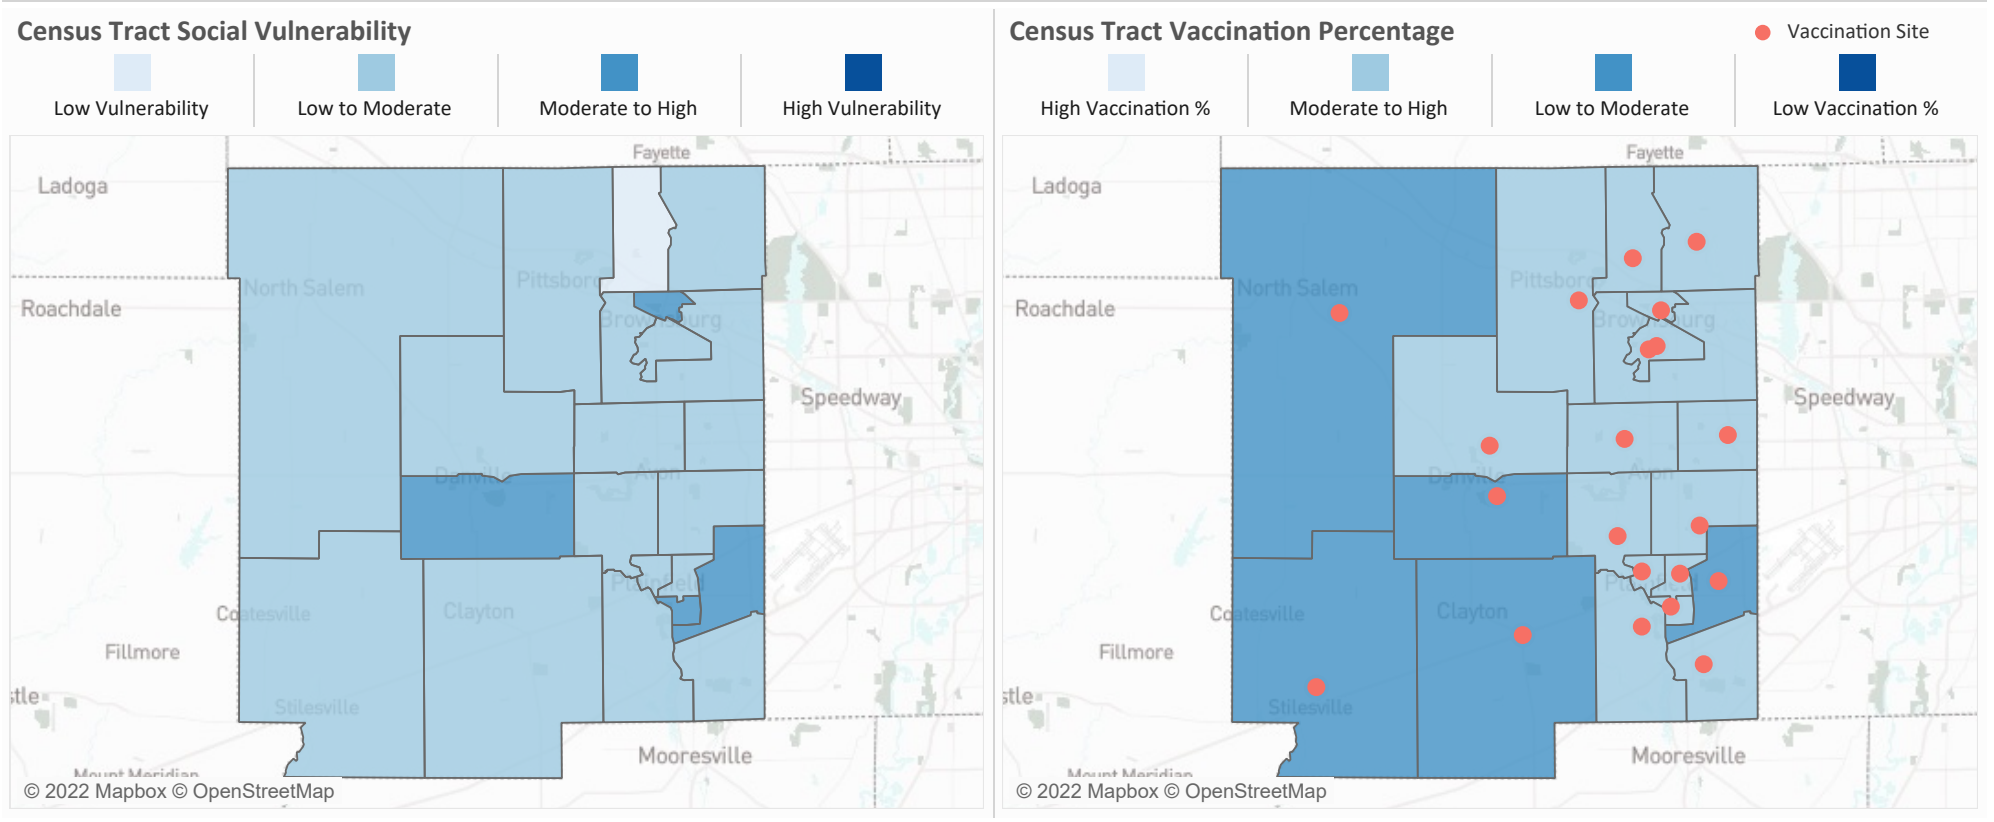 Census Tract Social Vulnerability
Low Vulnerability
Low to Moderate
Moderate to High
High Vulnerability
Fayette
Ladoga
North Salem
Pittsboro
Roachdale
Brownsburg
Speedway
Danville
Avon
Plainfield
Coatesville
Clayton
Fillmore
stle
Stilesville
Mooresville
Mount Meridian
© 2022 Mapbox © OpenStreetMap
Census Tract Vaccination Percentage
Vaccination Site
High Vaccination %
Moderate to High
Low to Moderate
Low Vaccination %
Fayette
Ladoga
North Salem
Pittsboro
Roachdale
Brownsburg
Speedway
Danville
Avon
Plainfield
Coatesville
Clayton
Fillmore
stle
Stilesville
Mooresville
Mount Meridian
© 2022 Mapbox © OpenStreetMap